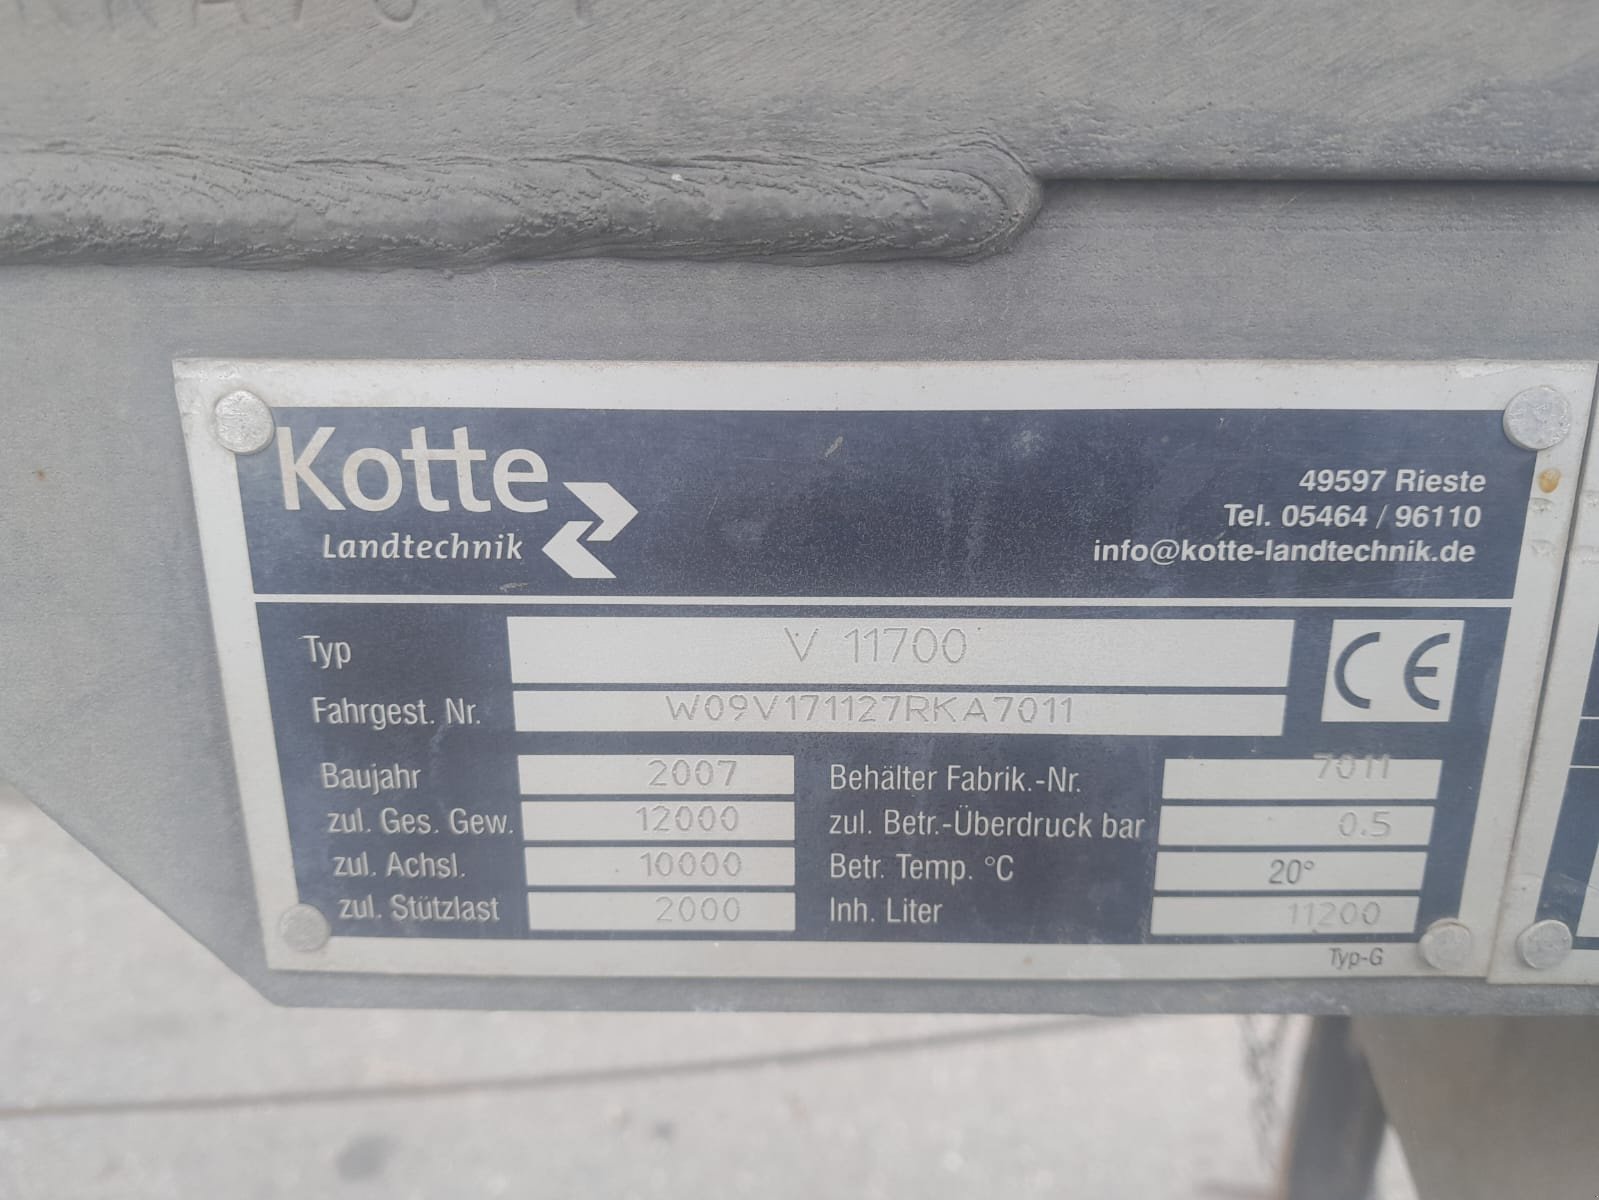 KA7011
Kotte
Landtechnik
49597 Rieste
Tel. 05464 / 96110
info@kotte-landtechnik.de
Typ V 11700
CE
Fahrgest. Nr. W09V171127RKA7011
Baujahr 2007 Behälter Fabrik.-Nr. 7011
zul. Ges. Gew. 12000 zul. Betr.-Überdruck bar 0.5
zul. Achsl. 10000 Betr. Temp. °C 20°
zul. Stützlast 2000 Inh. Liter 11200
Typ-G